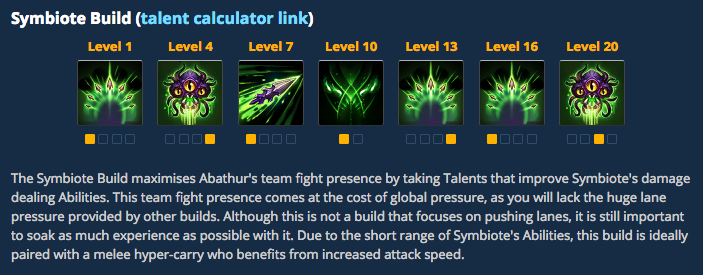 Symbiote Build (talent calculator link)
Level 1 Level 4 Level 7 Level 10 Level 13 Level 16 Level 20
The Symbiote Build maximises Abathur's team fight presence by taking Talents that improve Symbiote's damage
dealing Abilities. This team fight presence comes at the cost of global pressure, as you will lack the huge lane
pressure provided by other builds. Although this is not a build that focuses on pushing lanes, it is still important
to soak as much experience as possible with it. Due to the short range of Symbiote's Abilities, this build is ideally
paired with a melee hyper-carry who benefits from increased attack speed.